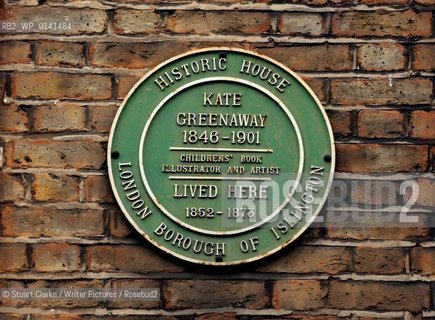 RB2 WP 0141484
HISTORIC HOUSE
KATE
GREENAWAY
1846-1901
CHILDRENS' BOOK
ILLUSTRATOR AND ARTIST
LIVED HERE
1852-1873
LONDON BOROUGH OF ISLINGTON
ROSEBUD2
© Stuart Clarke / Writer Pictures / Rosebud2